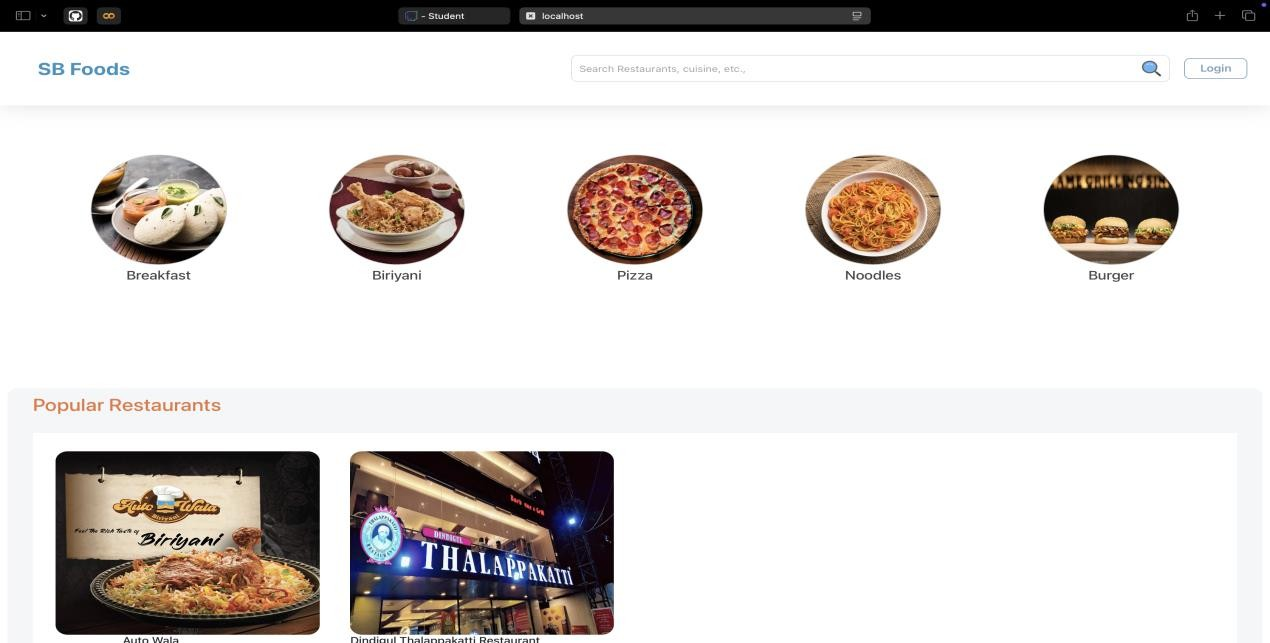 - Student
localhost
SB Foods
Search Restaurants, cuisine, etc.,
Login
Breakfast
Biriyani
Pizza
Noodles
Burger
Popular Restaurants
Auto Wala
Biriyani
Feel The Rich Taste of
Biriyani
DINDIGUL
THALAPPAKATTI
Auto Wala
Dindigul Thalappakatti Restaurant